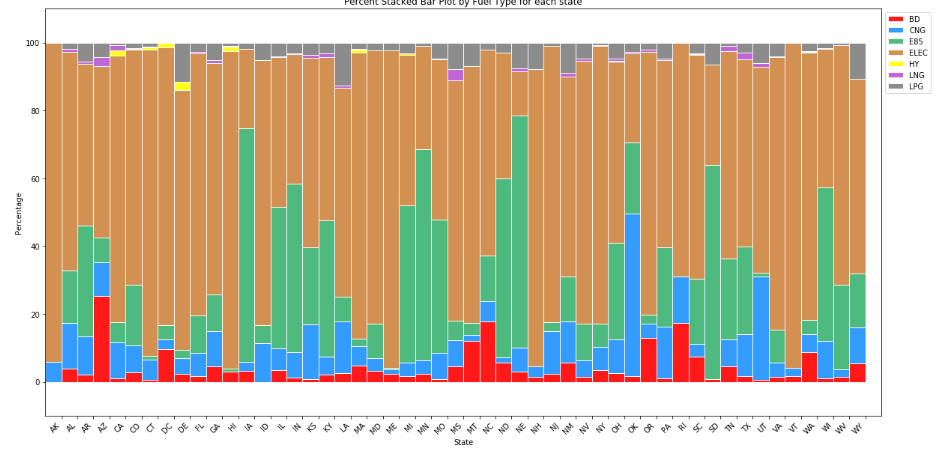 Percent Stacked Bar Plot by Fuel Type for each state
BD
CNG
E85
ELEC
HY
LNG
LPG
100
80
60
40
20
0
Percentage
AK AL AR AZ CA CO CT DC DE FL GA HI IA ID IL IN KS KY LA MA MD ME MI MN MO MS MT NC ND NE NH NJ NM NV NY OH OK OR PA RI SC SD TN TX UT VA VT WA WI WV WY
State